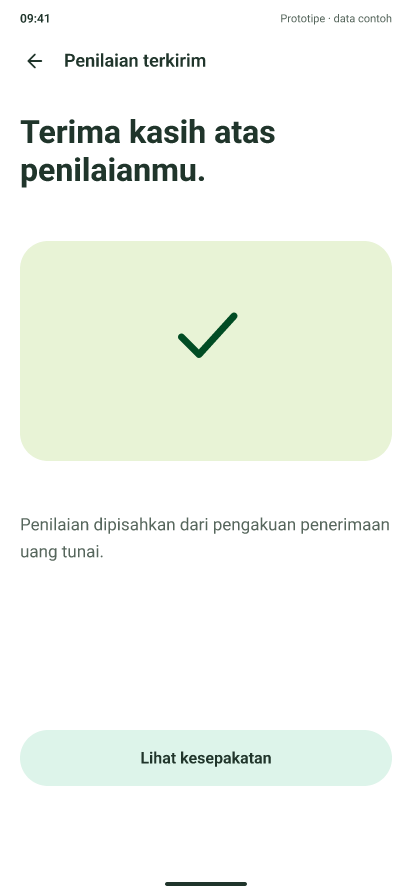 09:41
Prototipe · data contoh
Penilaian terkirim
Terima kasih atas
penilaianmu.
Penilaian dipisahkan dari pengakuan penerimaan
uang tunai.
Lihat kesepakatan